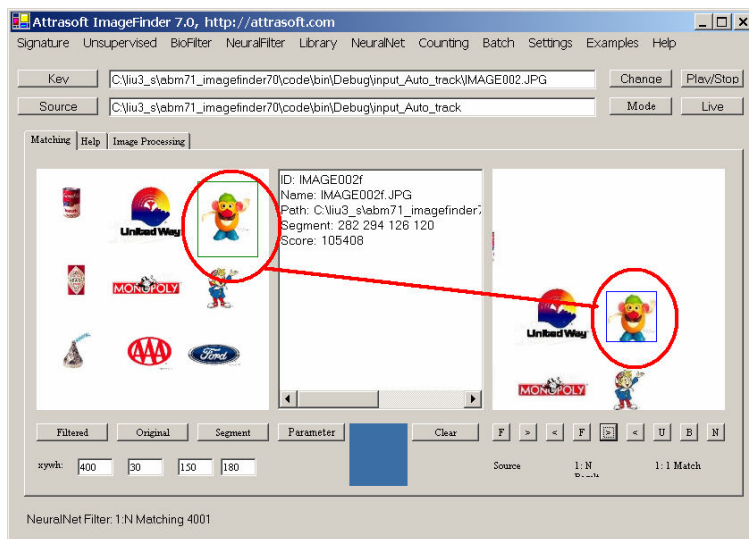 Attrasoft ImageFinder 7.0, http://attrasoft.com
Signature Unsupervised BioFilter NeuralFilter Library NeuralNet Counting Batch Settings Examples Help
Key C:\liu3_s\abm71_imagefinder70\code\bin\Debug\input_Auto_track\IMAGE002.JPG Change Play/Stop
Source C:\liu3_s\abm71_imagefinder70\code\bin\Debug\input_Auto_track Mode Live
Matching Help Image Processing
United Way
MONOPOLY
AAA Ford
ID: IMAGE002f
Name: IMAGE002f.JPG
Path: C:\liu3_s\abm71_imagefinder7
Segment: 282 294 126 120
Score: 105408
United Way
MONOPOLY
Filtered Original Segment Parameter Clear F > < F > < U B N
xywh: 400 30 150 180 Source 1: N 1: 1 Match
NeuralNet Filter: 1:N Matching 4001